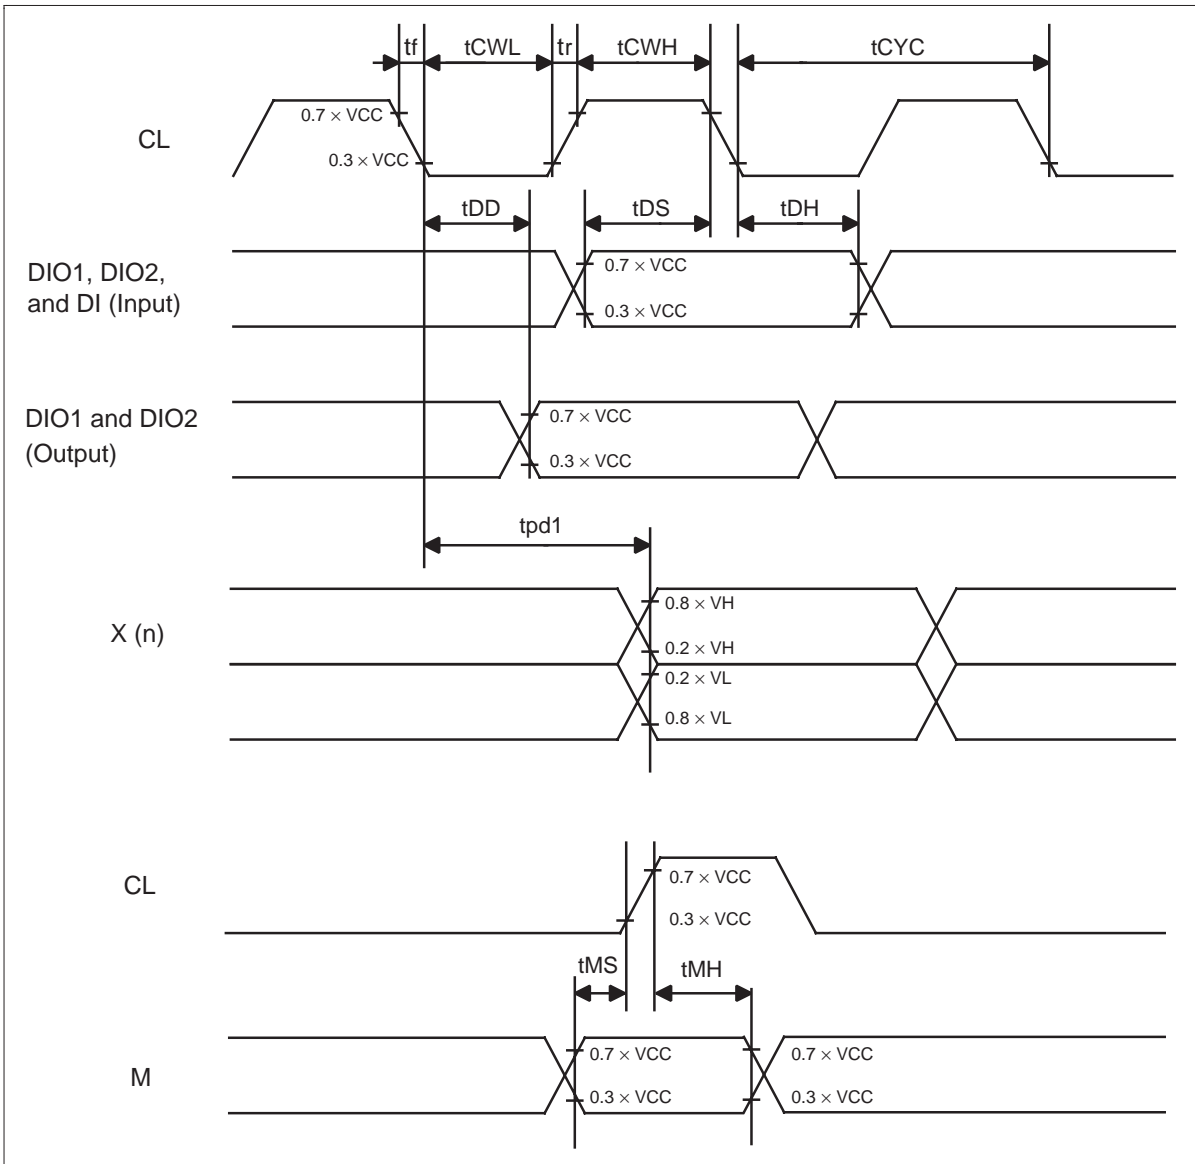 tf tCWL tr tCWH tCYC
0.7 × VCC
CL
0.3 × VCC
tDD tDS tDH
DIO1, DIO2,
and DI (Input)
0.7 × VCC
0.3 × VCC
DIO1 and DIO2
(Output)
0.7 × VCC
0.3 × VCC
tpd1
X (n)
0.8 × VH
0.2 × VH
0.2 × VL
0.8 × VL
CL
0.7 × VCC
0.3 × VCC
tMS tMH
M
0.7 × VCC 0.7 × VCC
0.3 × VCC 0.3 × VCC